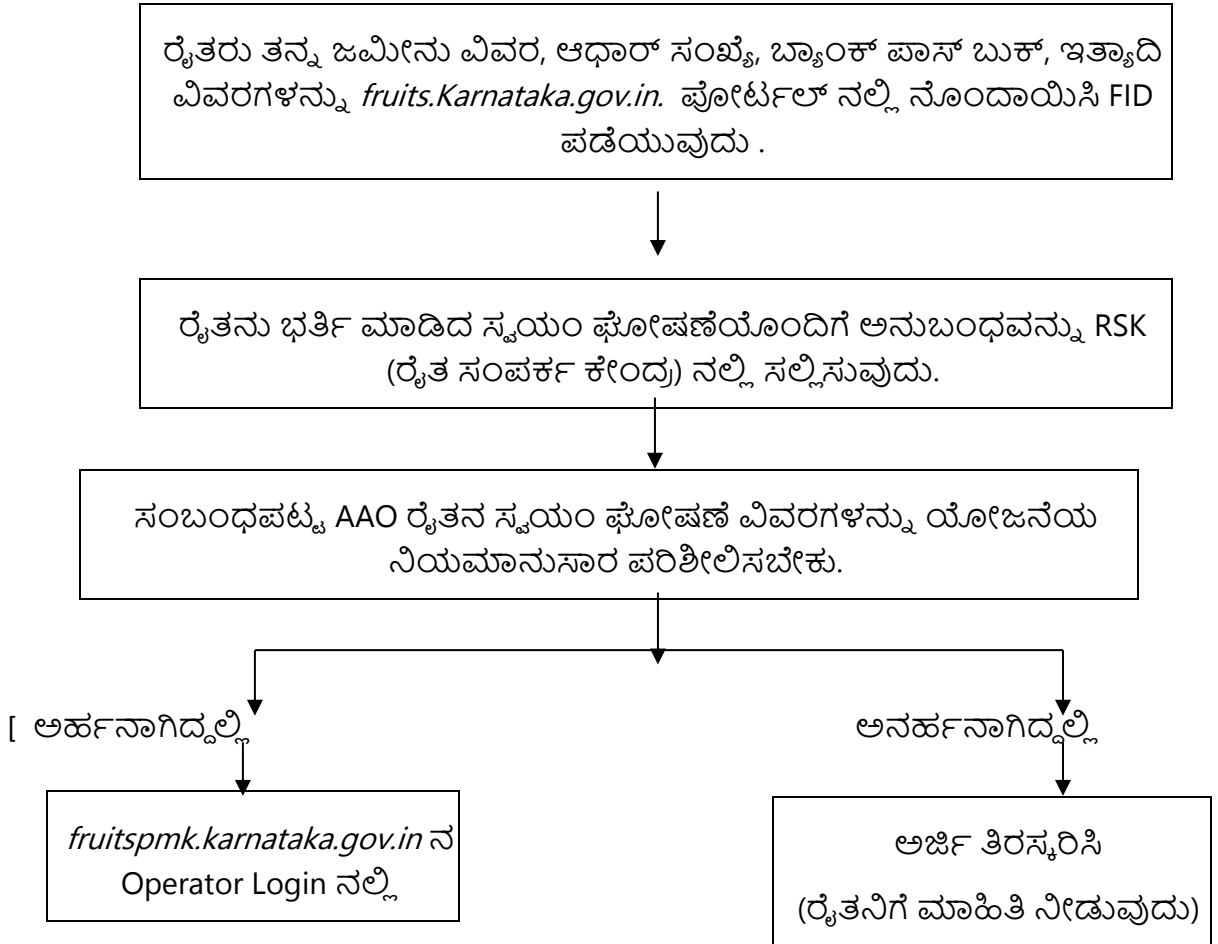 ರೈತರು ತನ್ನ ಜಮೀನು ವಿವರ, ಆಧಾರ್ ಸಂಖ್ಯೆ, ಬ್ಯಾಂಕ್ ಪಾಸ್ ಬುಕ್, ಇತ್ಯಾದಿ
ವಿವರಗಳನ್ನು fruits.Karnataka.gov.in. ಪೋರ್ಟಲ್ ನಲ್ಲಿ ನೊಂದಾಯಿಸಿ FID
ಪಡೆಯುವುದು .
ರೈತನು ಭರ್ತಿ ಮಾಡಿದ ಸ್ವಯಂ ಘೋಷಣೆಯೊಂದಿಗೆ ಅನುಬಂಧವನ್ನು RSK
(ರೈತ ಸಂಪರ್ಕ ಕೇಂದ್ರ) ನಲ್ಲಿ ಸಲ್ಲಿಸುವುದು.
ಸಂಬಂಧಪಟ್ಟ AAO ರೈತನ ಸ್ವಯಂ ಘೋಷಣೆ ವಿವರಗಳನ್ನು ಯೋಜನೆಯ
ನಿಯಮಾನುಸಾರ ಪರಿಶೀಲಿಸಬೇಕು.
[ ಅರ್ಹನಾಗಿದ್ದಲ್ಲಿ
ಅನರ್ಹನಾಗಿದ್ದಲ್ಲಿ
fruitspmk.karnataka.gov.in ನ
Operator Login ನಲ್ಲಿ
ಅರ್ಜಿ ತಿರಸ್ಕರಿಸಿ
(ರೈತನಿಗೆ ಮಾಹಿತಿ ನೀಡುವುದು)